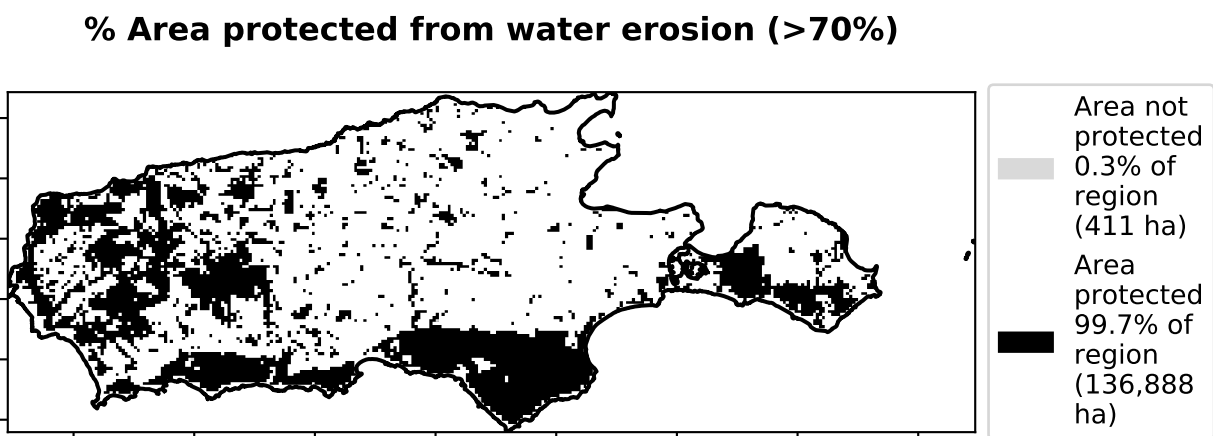 % Area protected from water erosion (>70%)
Area not
protected
0.3% of
region
(411 ha)
Area
protected
99.7% of
region
(136,888
ha)